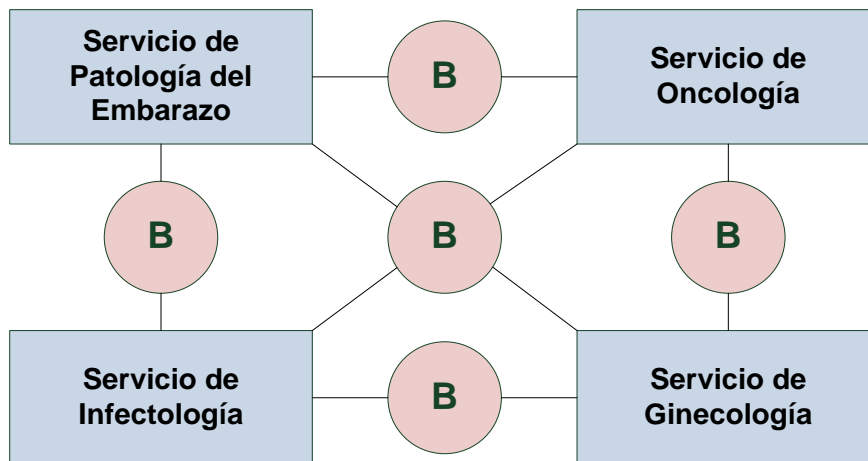 Servicio de
Patología del
Embarazo
B
Servicio de
Oncología
B
B
B
Servicio de
Infectología
B
Servicio de
Ginecología